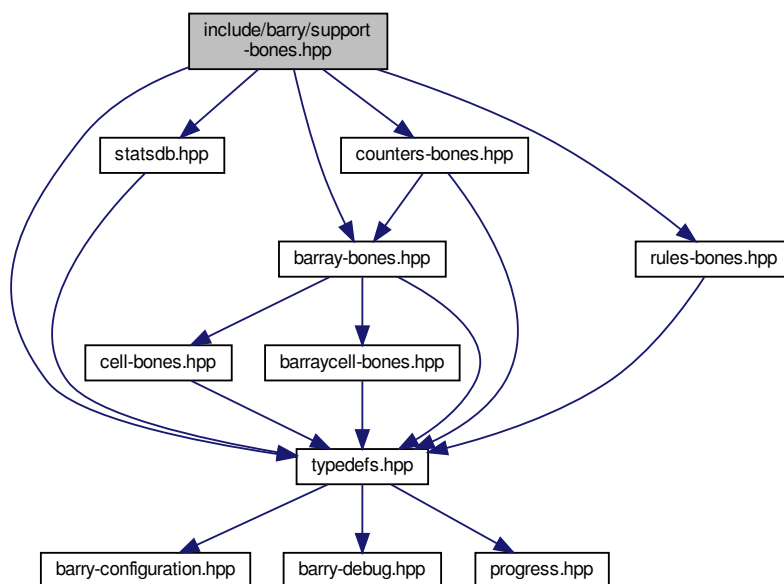 include/barry/support
-bones.hpp
statsdb.hpp
counters-bones.hpp
barray-bones.hpp
rules-bones.hpp
cell-bones.hpp
barraycell-bones.hpp
typedefs.hpp
barry-configuration.hpp
barry-debug.hpp
progress.hpp